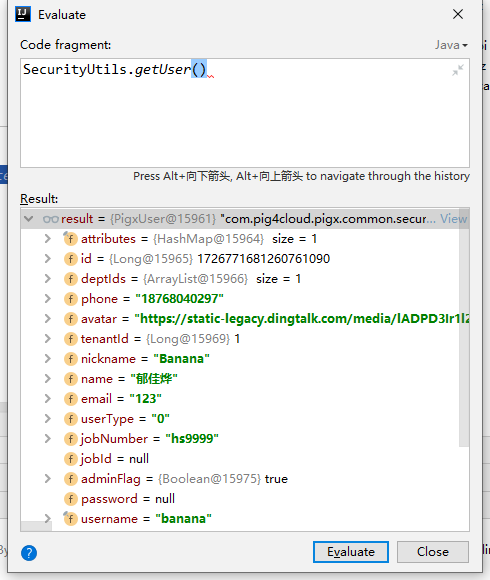 Evaluate
Code fragment:
Java
SecurityUtils.getUser()
Press Alt+向下箭头, Alt+向上箭头 to navigate through the history
Result:
result = {PigxUser@15961} "com.pig4cloud.pigx.common.secur... View
attributes = {HashMap@15964} size = 1
id = {Long@15965} 1726771681260761090
deptIds = {ArrayList@15966} size = 1
phone = "18768040297"
avatar = "https://static-legacy.dingtalk.com/media/
tenantId = {Long@15969} 1
nickname = "Banana"
name = "郁佳烨"
email = "123"
userType = "0"
jobNumber = "hs9999"
jobId = null
adminFlag = {Boolean@15975} true
password = null
username = "banana"
?
Evaluate
Close